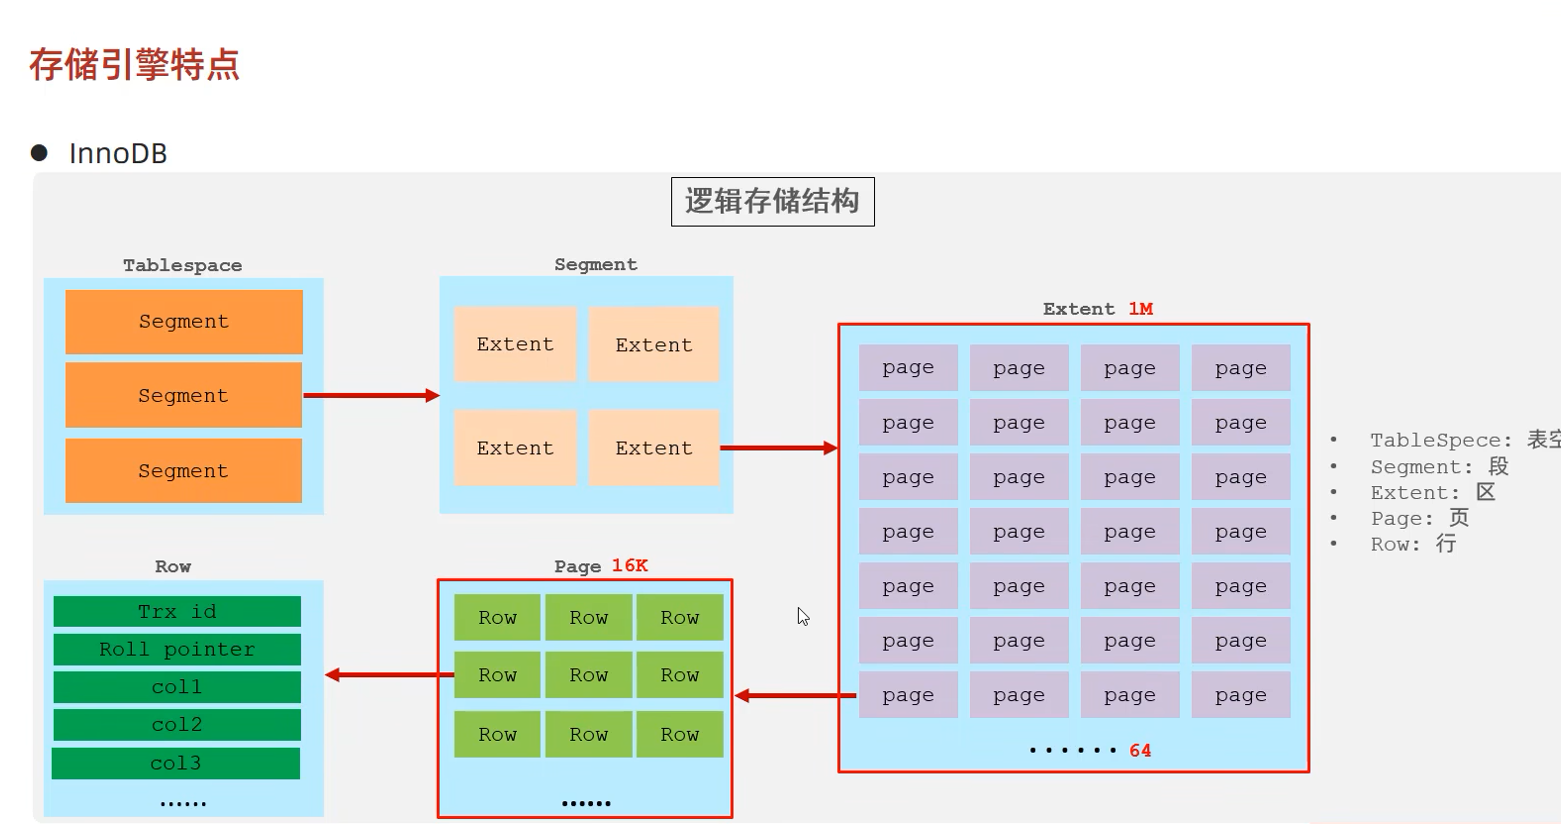 存储引擎特点
● InnoDB
逻辑存储结构
Tablespace
Segment
Segment
Segment
Segment
Extent Extent
Extent Extent
Extent 1M
page page page page
page page page page
page page page page
page page page page
page page page page
page page page page
page page page page
······ 64
• TableSpece: 表空
• Segment: 段
• Extent: 区
• Page: 页
• Row: 行
Row
Trx id
Roll pointer
col1
col2
col3
······
Page 16K
Row Row Row
Row Row Row
Row Row Row
······